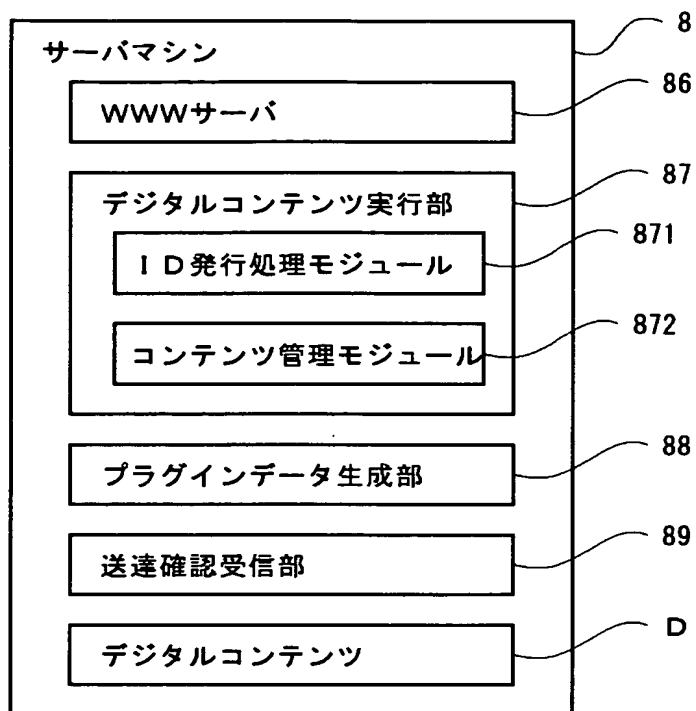 8
サーバマシン
86
WWWサーバ
87
デジタルコンテンツ実行部
871
ID発行処理モジュール
872
コンテンツ管理モジュール
88
プラグインデータ生成部
89
送達確認受信部
D
デジタルコンテンツ